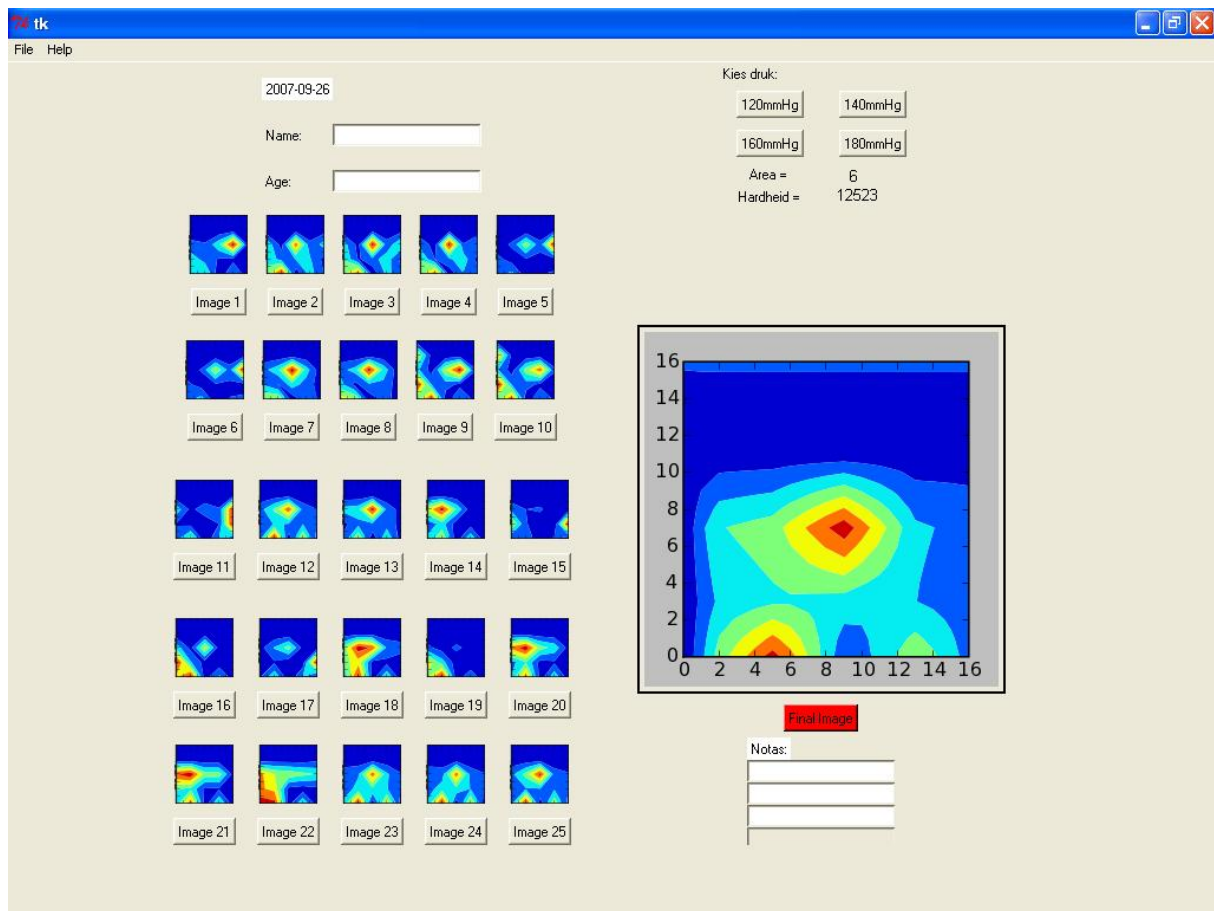 tk
File Help
2007-09-26
Name:
Age:
Kies druk:
120mmHg 140mmHg
160mmHg 180mmHg
Area = 6
Hardheid = 12523
Image 1 Image 2 Image 3 Image 4 Image 5
Image 6 Image 7 Image 8 Image 9 Image 10
Image 11 Image 12 Image 13 Image 14 Image 15
Image 16 Image 17 Image 18 Image 19 Image 20
Image 21 Image 22 Image 23 Image 24 Image 25
16
14
12
10
8
6
4
2
0
0 2 4 6 8 10 12 14 16
Final Image
Notas: